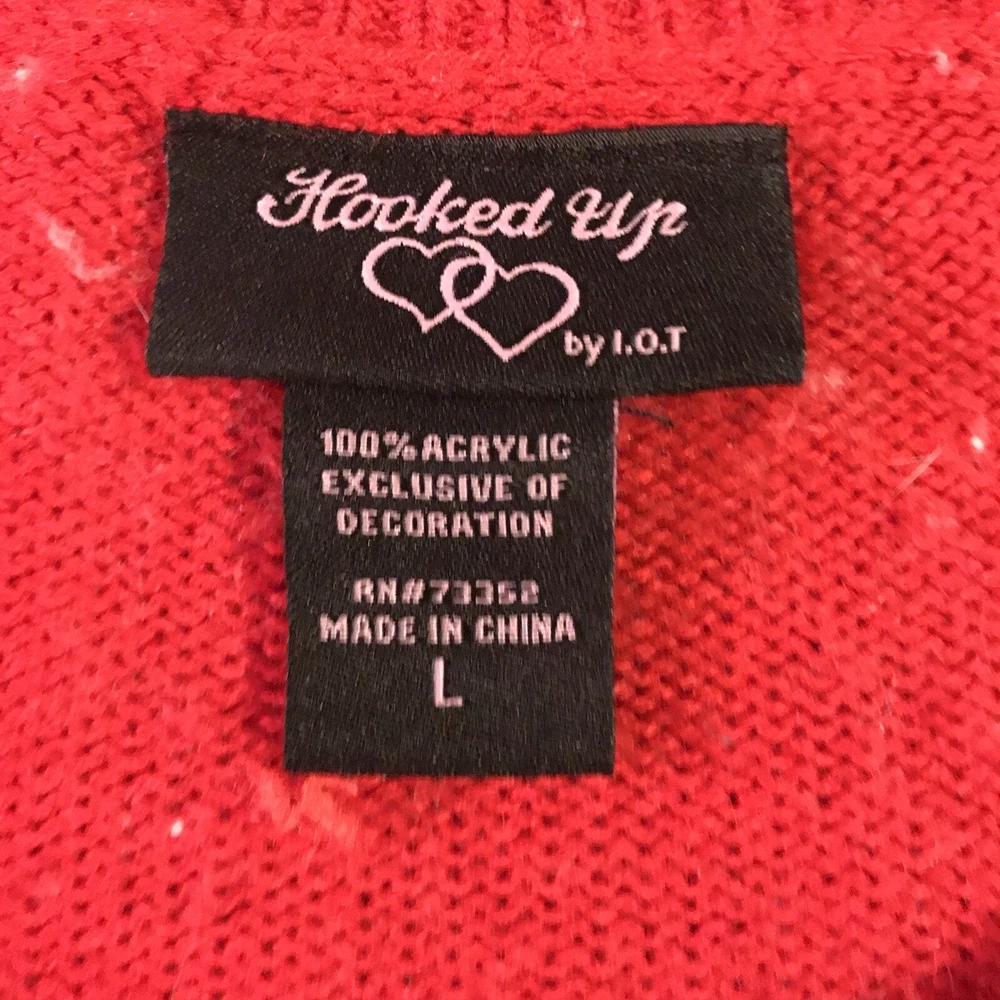 Hooked Up
by I.O.T
100% ACRYLIC
EXCLUSIVE OF
DECORATION
RN#73352
MADE IN CHINA
L